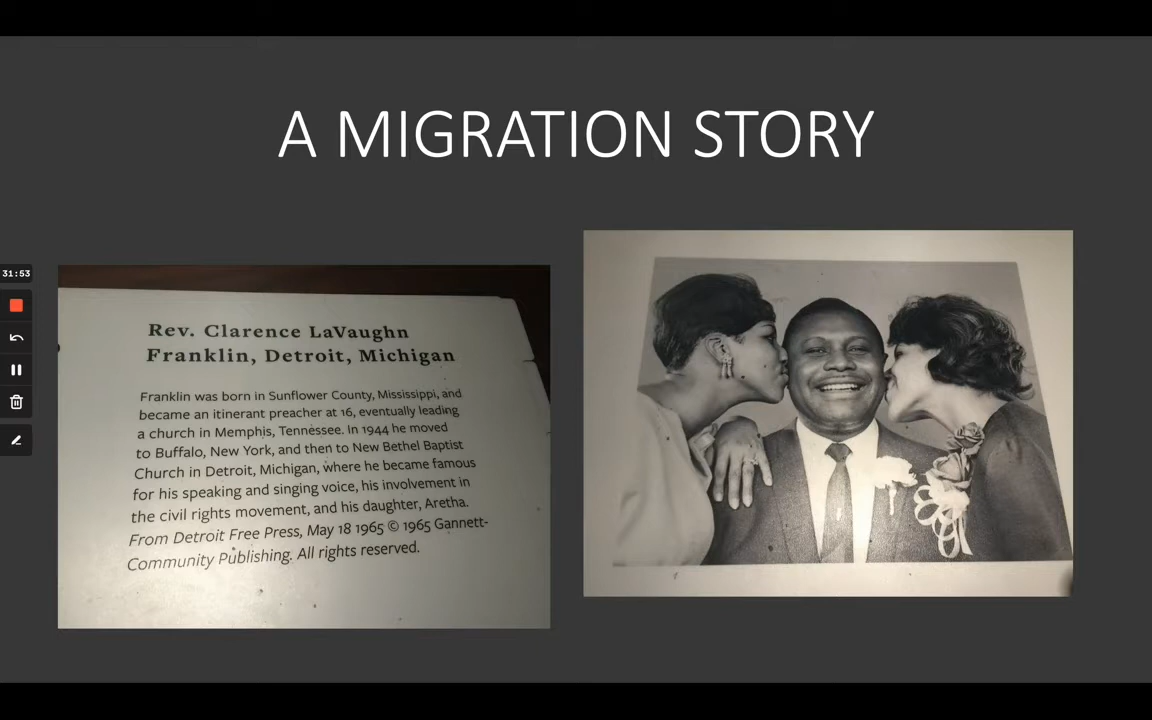 A MIGRATION STORY
31:53
Rev. Clarence LaVaughn
Franklin, Detroit, Michigan
Franklin was born in Sunflower County, Mississippi, and
became an itinerant preacher at 16, eventually leading
a church in Memphis, Tennessee. In 1944 he moved
to Buffalo, New York, and then to New Bethel Baptist
Church in Detroit, Michigan, where he became famous
for his speaking and singing voice, his involvement in
the civil rights movement, and his daughter, Aretha.
From Detroit Free Press, May 18 1965 © 1965 Gannett-
Community Publishing. All rights reserved.